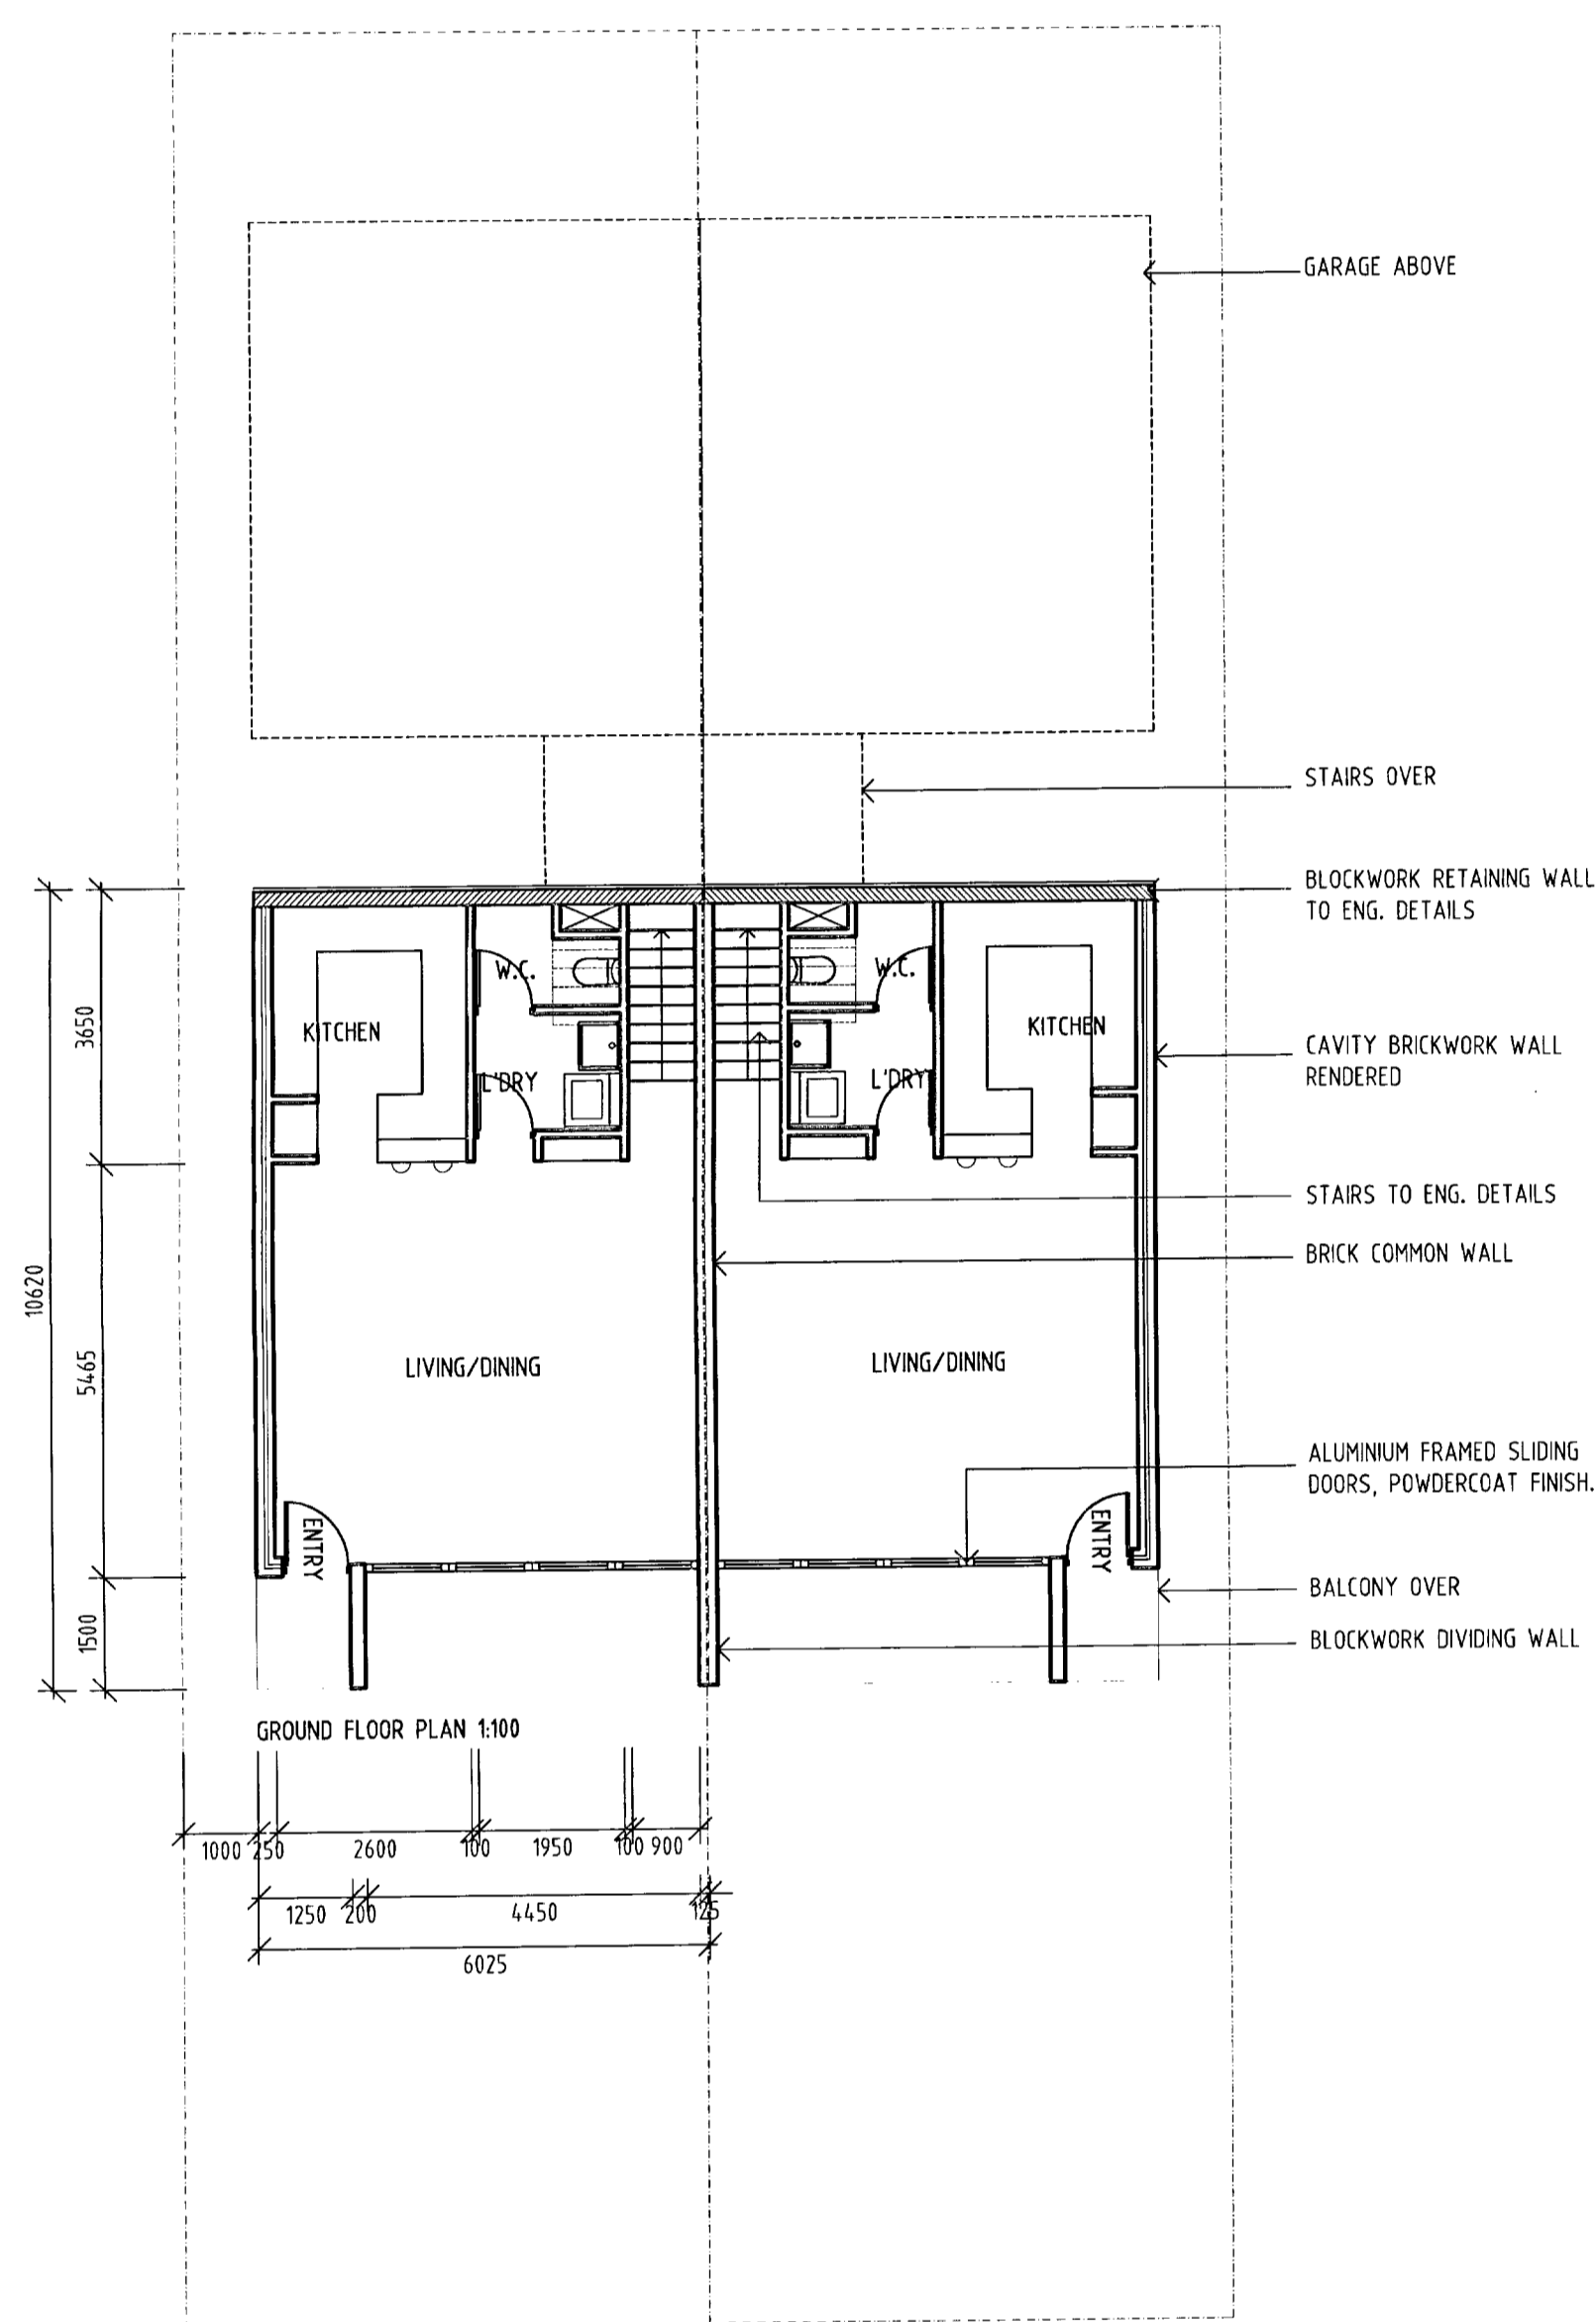 GARAGE ABOVE
STAIRS OVER
BLOCKWORK RETAINING WALL
TO ENG. DETAILS
W.C.
W.C.
KITCHEN
KITCHEN
3650
CAVITY BRICKWORK WALL
RENDERED
L'DRY
L'DRY
STAIRS TO ENG. DETAILS
BRICK COMMON WALL
10620
5465
LIVING/DINING
LIVING/DINING
ALUMINIUM FRAMED SLIDING
DOORS, POWDERCOAT FINISH.
ENTRY
ENTRY
BALCONY OVER
1500
BLOCKWORK DIVIDING WALL
GROUND FLOOR PLAN 1:100
1000 250 2600 100 1950 100 900
1250 200 4450 125
6025